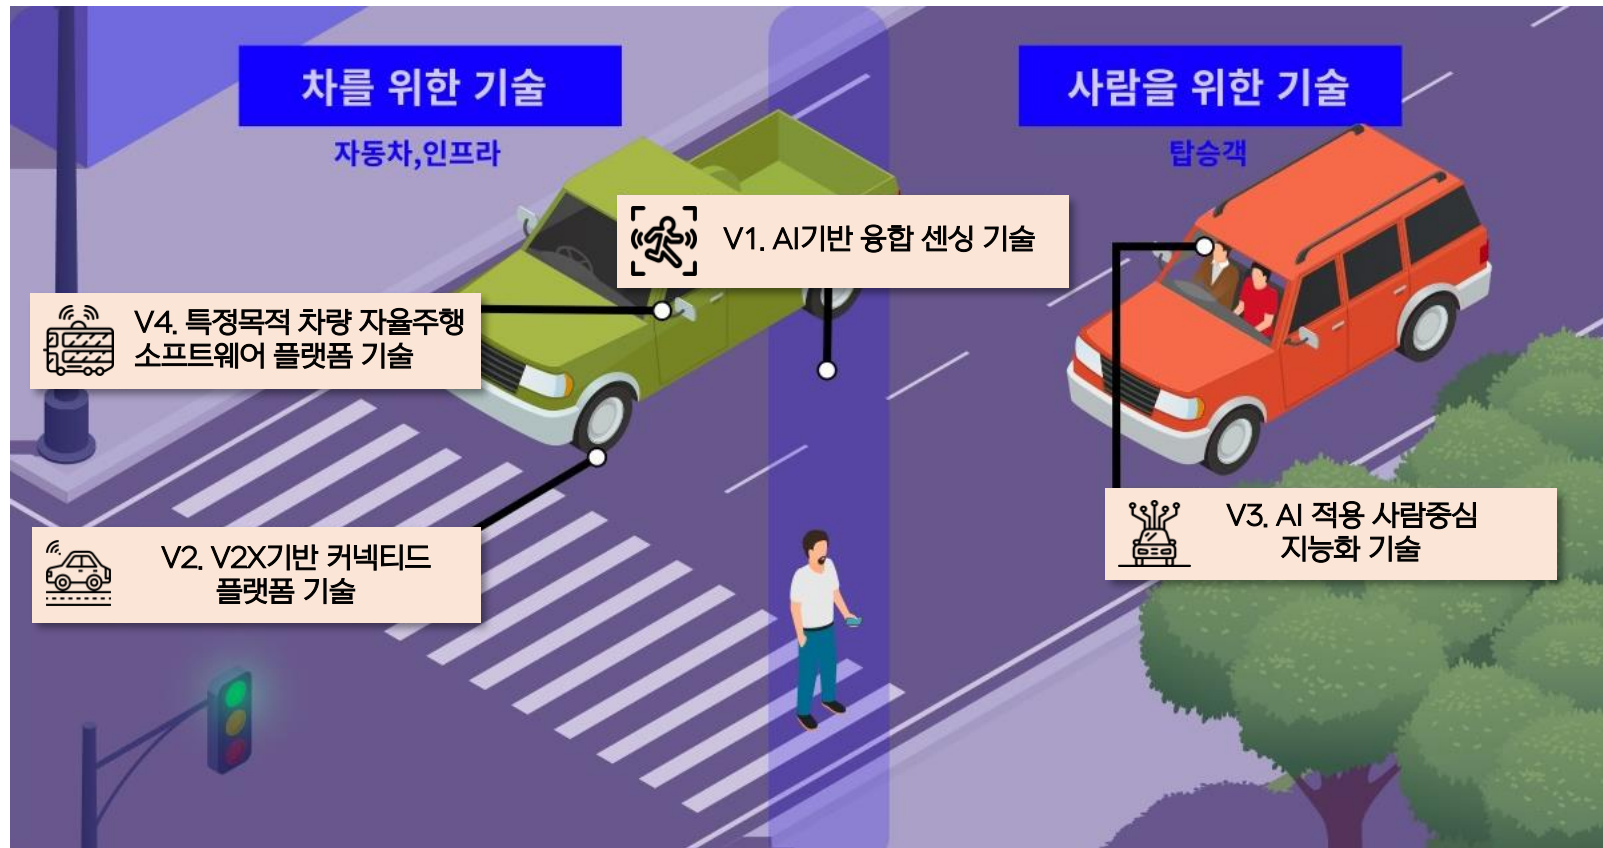 차를 위한 기술
자동차,인프라
사람을 위한 기술
탑승객
V1. AI기반 융합 센싱 기술
V4. 특정목적 차량 자율주행
소프트웨어 플랫폼 기술
V2. V2X기반 커넥티드
플랫폼 기술
V3. AI 적용 사람중심
지능화 기술